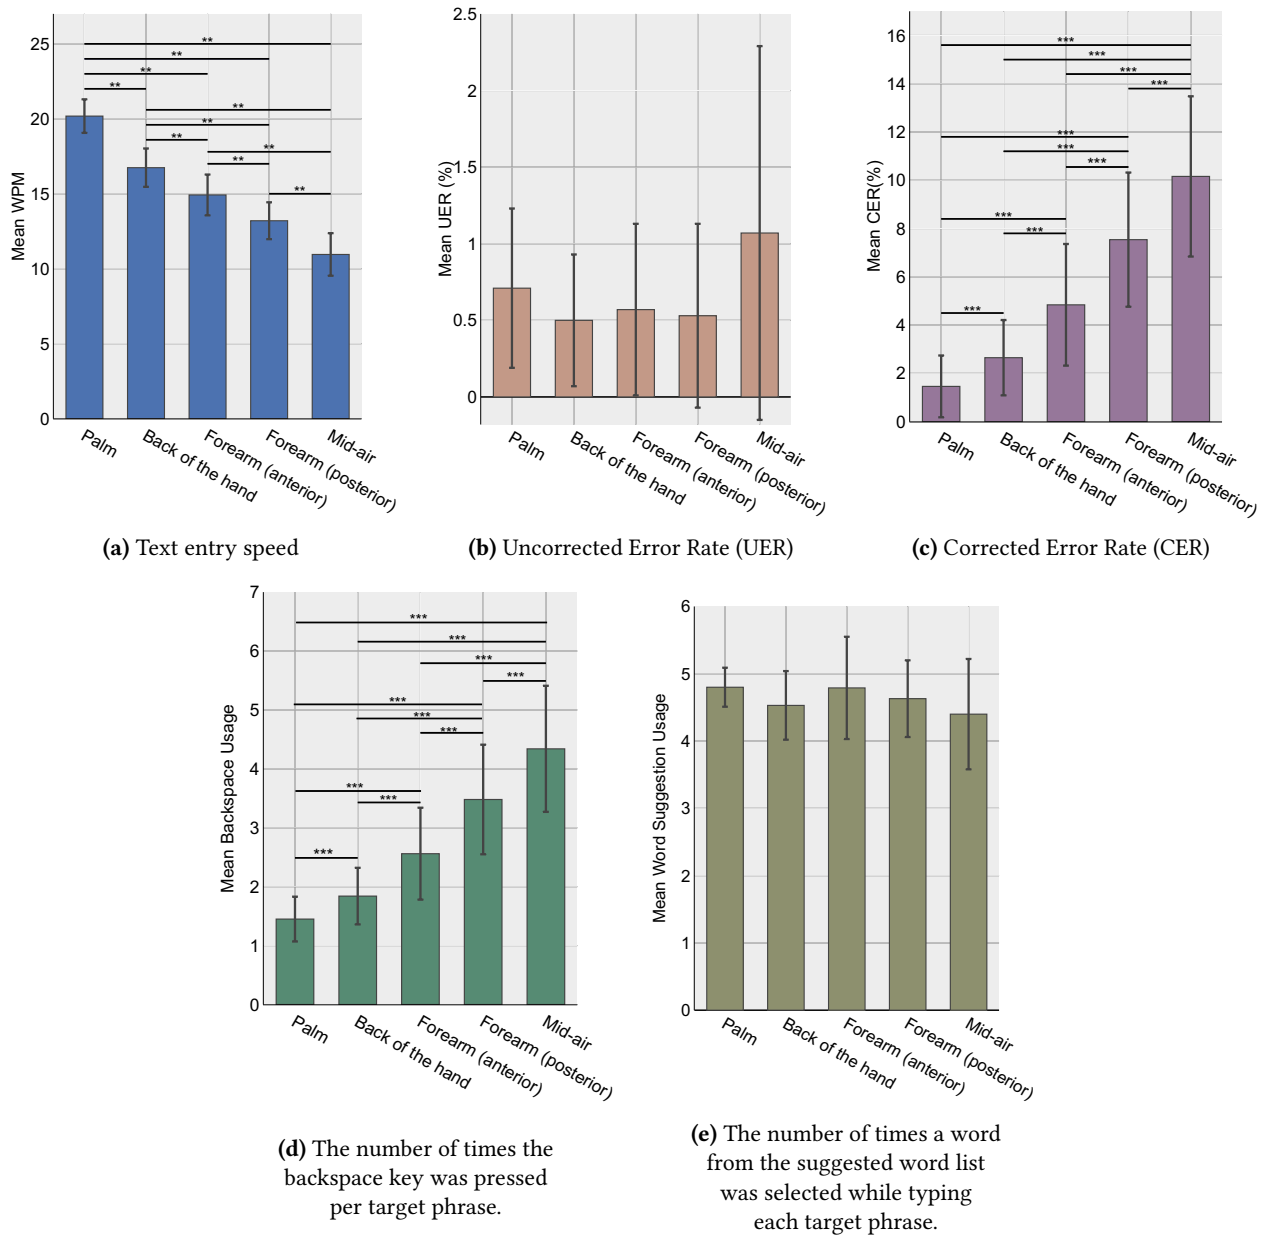 25
20
15
10
5
0
Mean WPM
**
**
**
**
**
**
**
**
**
**
Palm
Back of the hand
Forearm (anterior)
Forearm (posterior)
Mid-air
(a) Text entry speed
2.5
2
1.5
1
0.5
0
Mean UER (%)
Palm
Back of the hand
Forearm (anterior)
Forearm (posterior)
Mid-air
(b) Uncorrected Error Rate (UER)
16
14
12
10
8
6
4
2
0
Mean CER(%)
***
***
***
***
***
***
***
***
***
***
Palm
Back of the hand
Forearm (anterior)
Forearm (posterior)
Mid-air
(c) Corrected Error Rate (CER)
7
6
5
4
3
2
1
0
Mean Backspace Usage
***
***
***
***
***
***
***
***
***
***
Palm
Back of the hand
Forearm (anterior)
Forearm (posterior)
Mid-air
(d) The number of times the
backspace key was pressed
per target phrase.
6
5
4
3
2
1
0
Mean Word Suggestion Usage
Palm
Back of the hand
Forearm (anterior)
Forearm (posterior)
Mid-air
(e) The number of times a word
from the suggested word list
was selected while typing
each target phrase.